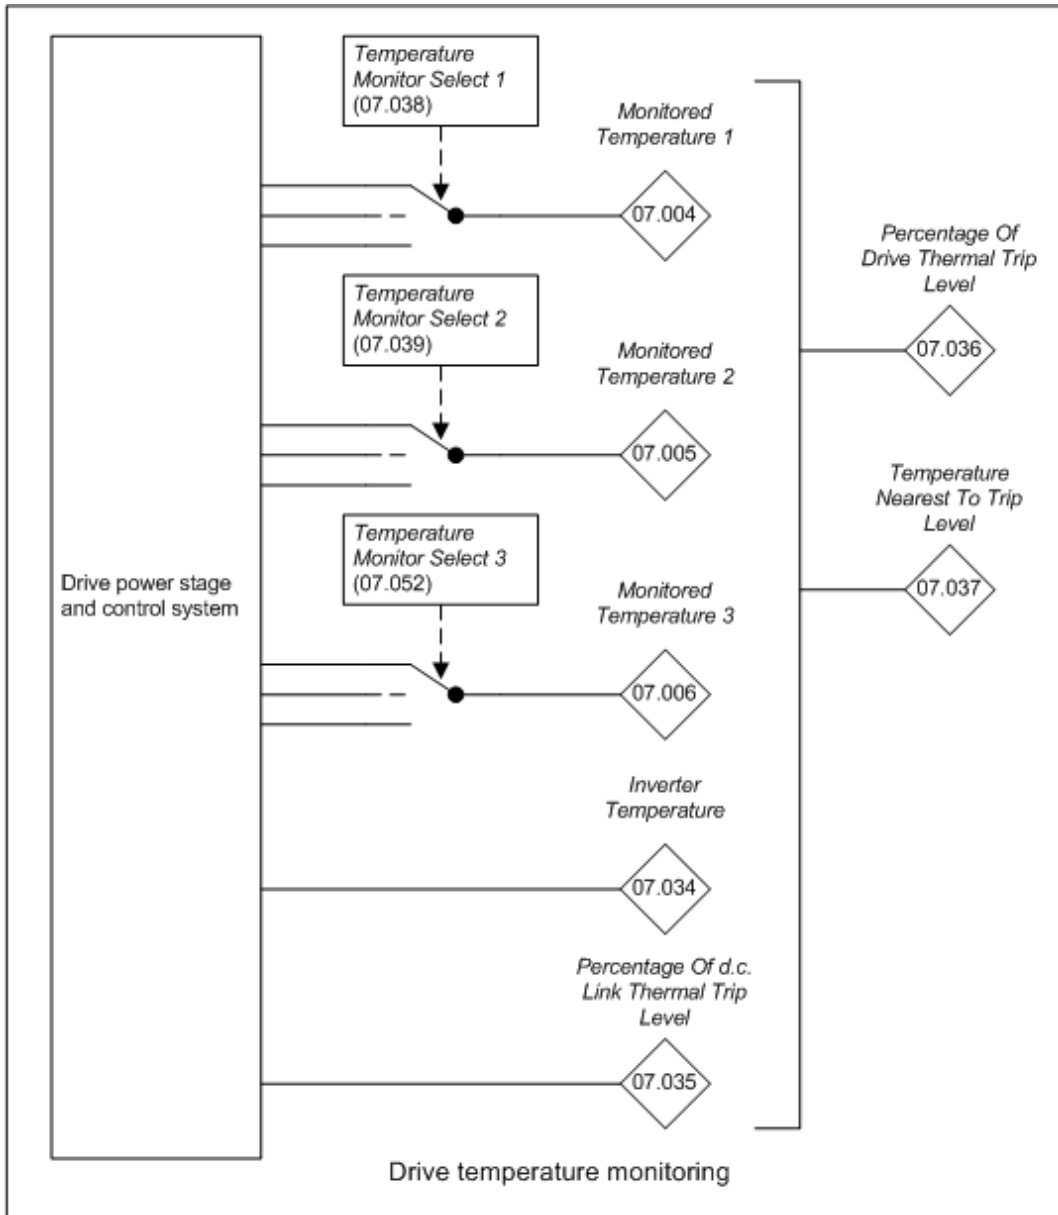 Temperature
Monitor Select 1
(07.038)
Monitored
Temperature 1
07.004
Percentage Of
Drive Thermal Trip
Level
07.036
Temperature
Monitor Select 2
(07.039)
Monitored
Temperature 2
07.005
Temperature
Nearest To Trip
Level
07.037
Temperature
Monitor Select 3
(07.052)
Drive power stage
and control system
Monitored
Temperature 3
07.006
Inverter
Temperature
07.034
Percentage Of d.c.
Link Thermal Trip
Level
07.035
Drive temperature monitoring